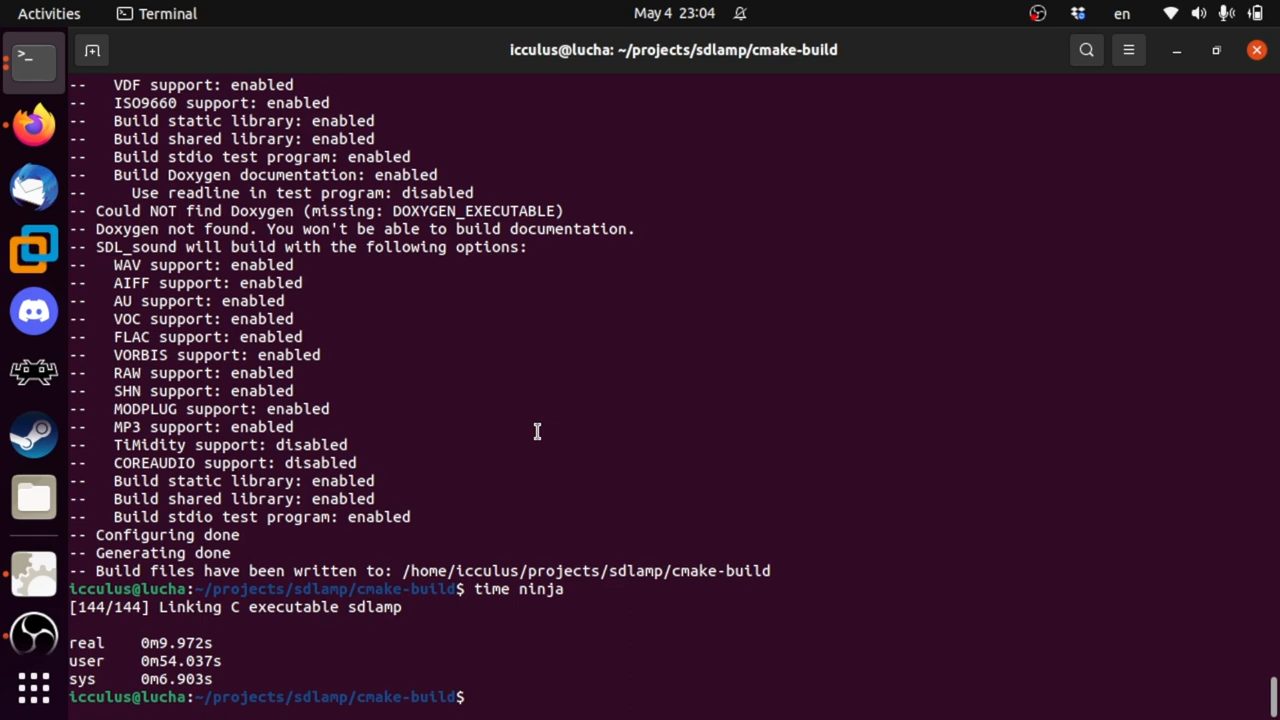 Activities
Terminal
May 4 23:04
en
icculus@lucha: ~/projects/sdlamp/cmake-build
--   VDF support: enabled
--   ISO9660 support: enabled
--   Build static library: enabled
--   Build shared library: enabled
--   Build stdio test program: enabled
--   Build Doxygen documentation: enabled
--     Use readline in test program: disabled
-- Could NOT find Doxygen (missing: DOXYGEN_EXECUTABLE)
-- Doxygen not found. You won't be able to build documentation.
-- SDL_sound will build with the following options:
--   WAV support: enabled
--   AIFF support: enabled
--   AU support: enabled
--   VOC support: enabled
--   FLAC support: enabled
--   VORBIS support: enabled
--   RAW support: enabled
--   SHN support: enabled
--   MODPLUG support: enabled
--   MP3 support: enabled
--   TiMidity support: disabled
--   COREAUDIO support: disabled
--   Build static library: enabled
--   Build shared library: enabled
--   Build stdio test program: enabled
-- Configuring done
-- Generating done
-- Build files have been written to: /home/icculus/projects/sdlamp/cmake-build
icculus@lucha:~/projects/sdlamp/cmake-build$ time ninja
[144/144] Linking C executable sdlamp
real    0m9.972s
user    0m54.037s
sys     0m6.903s
icculus@lucha:~/projects/sdlamp/cmake-build$